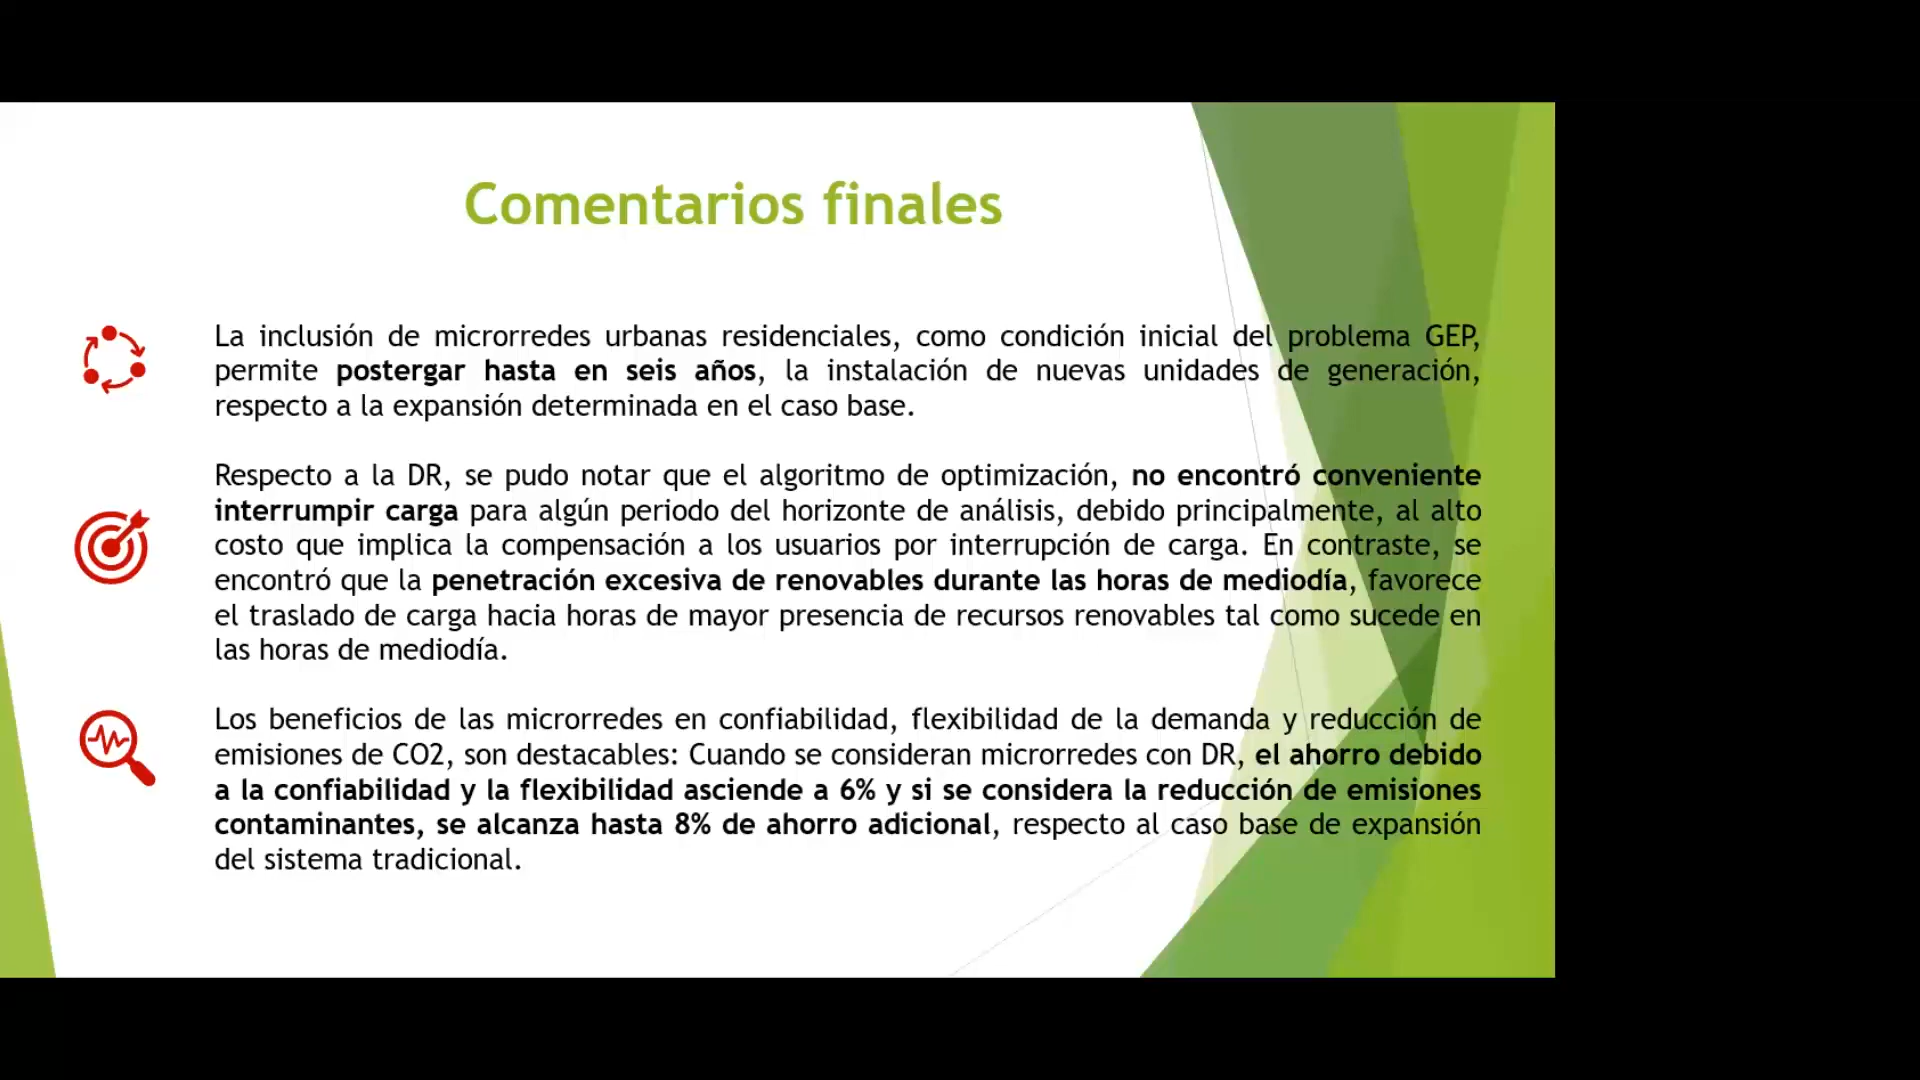 Comentarios finales
La inclusión de microrredes urbanas residenciales, como condición inicial del problema GEP,
permite postergar hasta en seis años, la instalación de nuevas unidades de generación,
respecto a la expansión determinada en el caso base.
Respecto a la DR, se pudo notar que el algoritmo de optimización, no encontró conveniente
interrumpir carga para algún periodo del horizonte de análisis, debido principalmente, al alto
costo que implica la compensación a los usuarios por interrupción de carga. En contraste, se
encontró que la penetración excesiva de renovables durante las horas de mediodía, favorece
el traslado de carga hacia horas de mayor presencia de recursos renovables tal como sucede en
las horas de mediodía.
Los beneficios de las microrredes en confiabilidad, flexibilidad de la demanda y reducción de
emisiones de CO2, son destacables: Cuando se consideran microrredes con DR, el ahorro debido
a la confiabilidad y la flexibilidad asciende a 6% y si se considera la reducción de emisiones
contaminantes, se alcanza hasta 8% de ahorro adicional, respecto al caso base de expansión
del sistema tradicional.